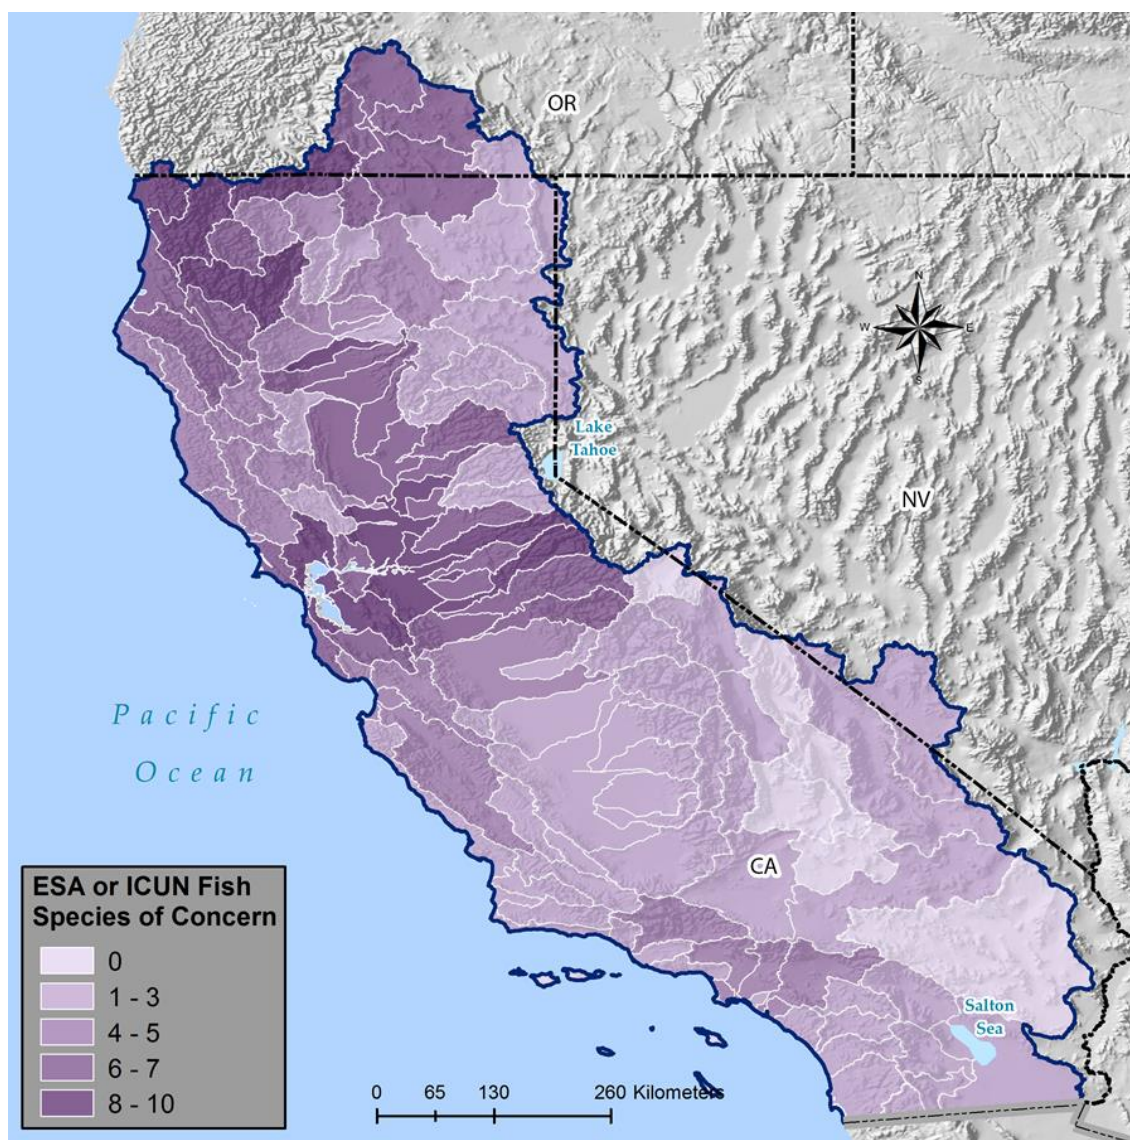 OR
N
W
E
S
Lake
Tahoe
NV
Pacific
Ocean
CA
ESA or ICUN Fish
Species of Concern
0
1 - 3
4 - 5
6 - 7
8 - 10
Salton
Sea
0 65 130 260 Kilometers